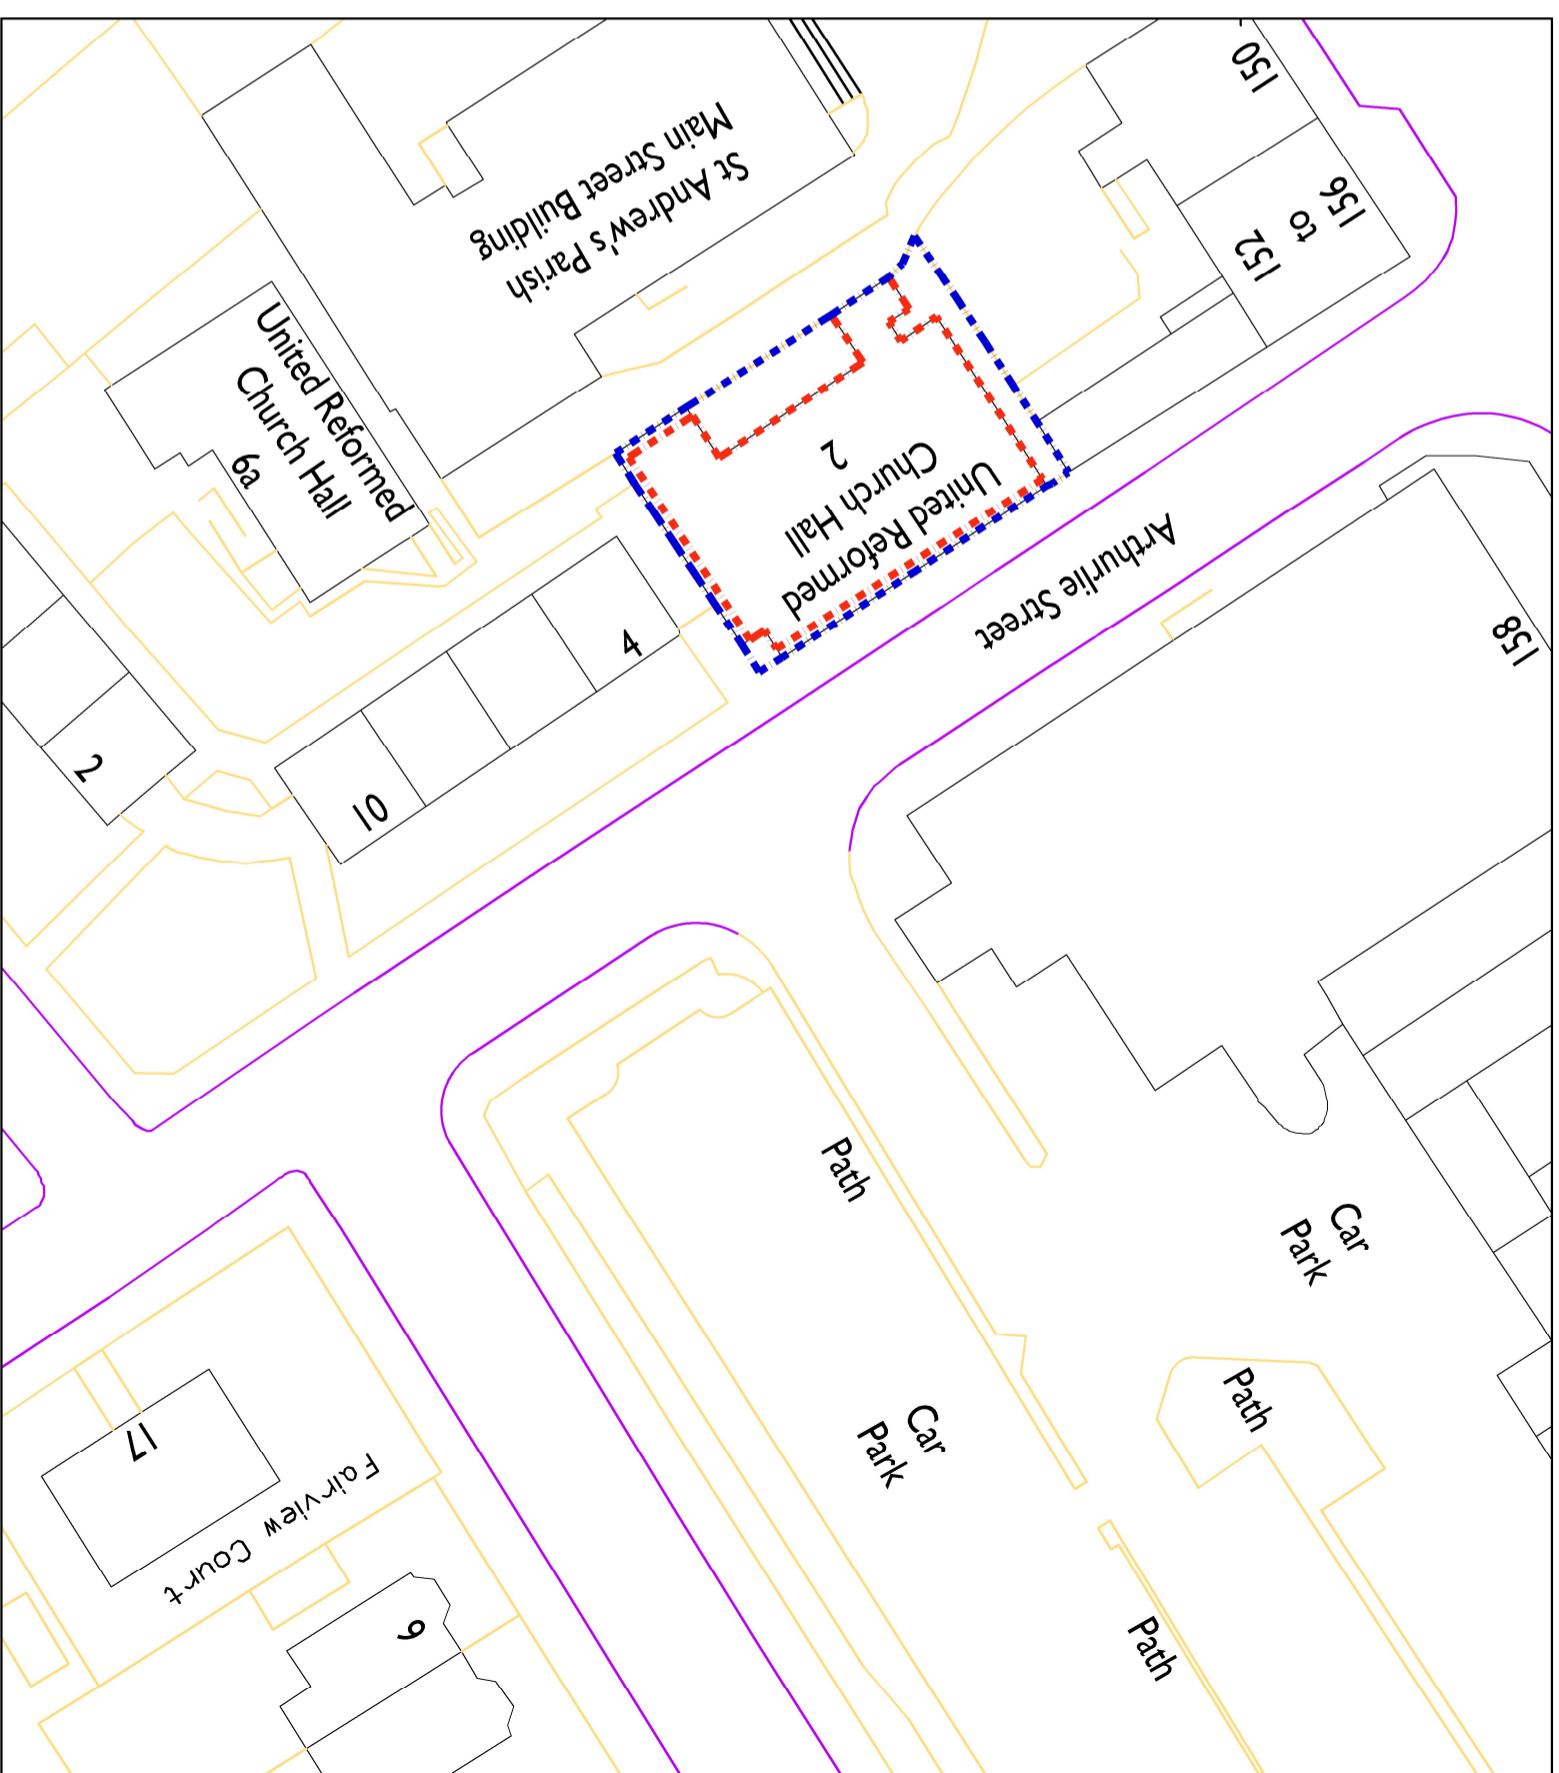 150
152
to
156
St Andrew's Parish
Main Street Building
United Reformed
Church Hall
6a
United Reformed
Church Hall
2
Arthurlie Street
158
4
10
2
Path
Car
Park
Car
Park
Path
Path
17
Fairview Court
9